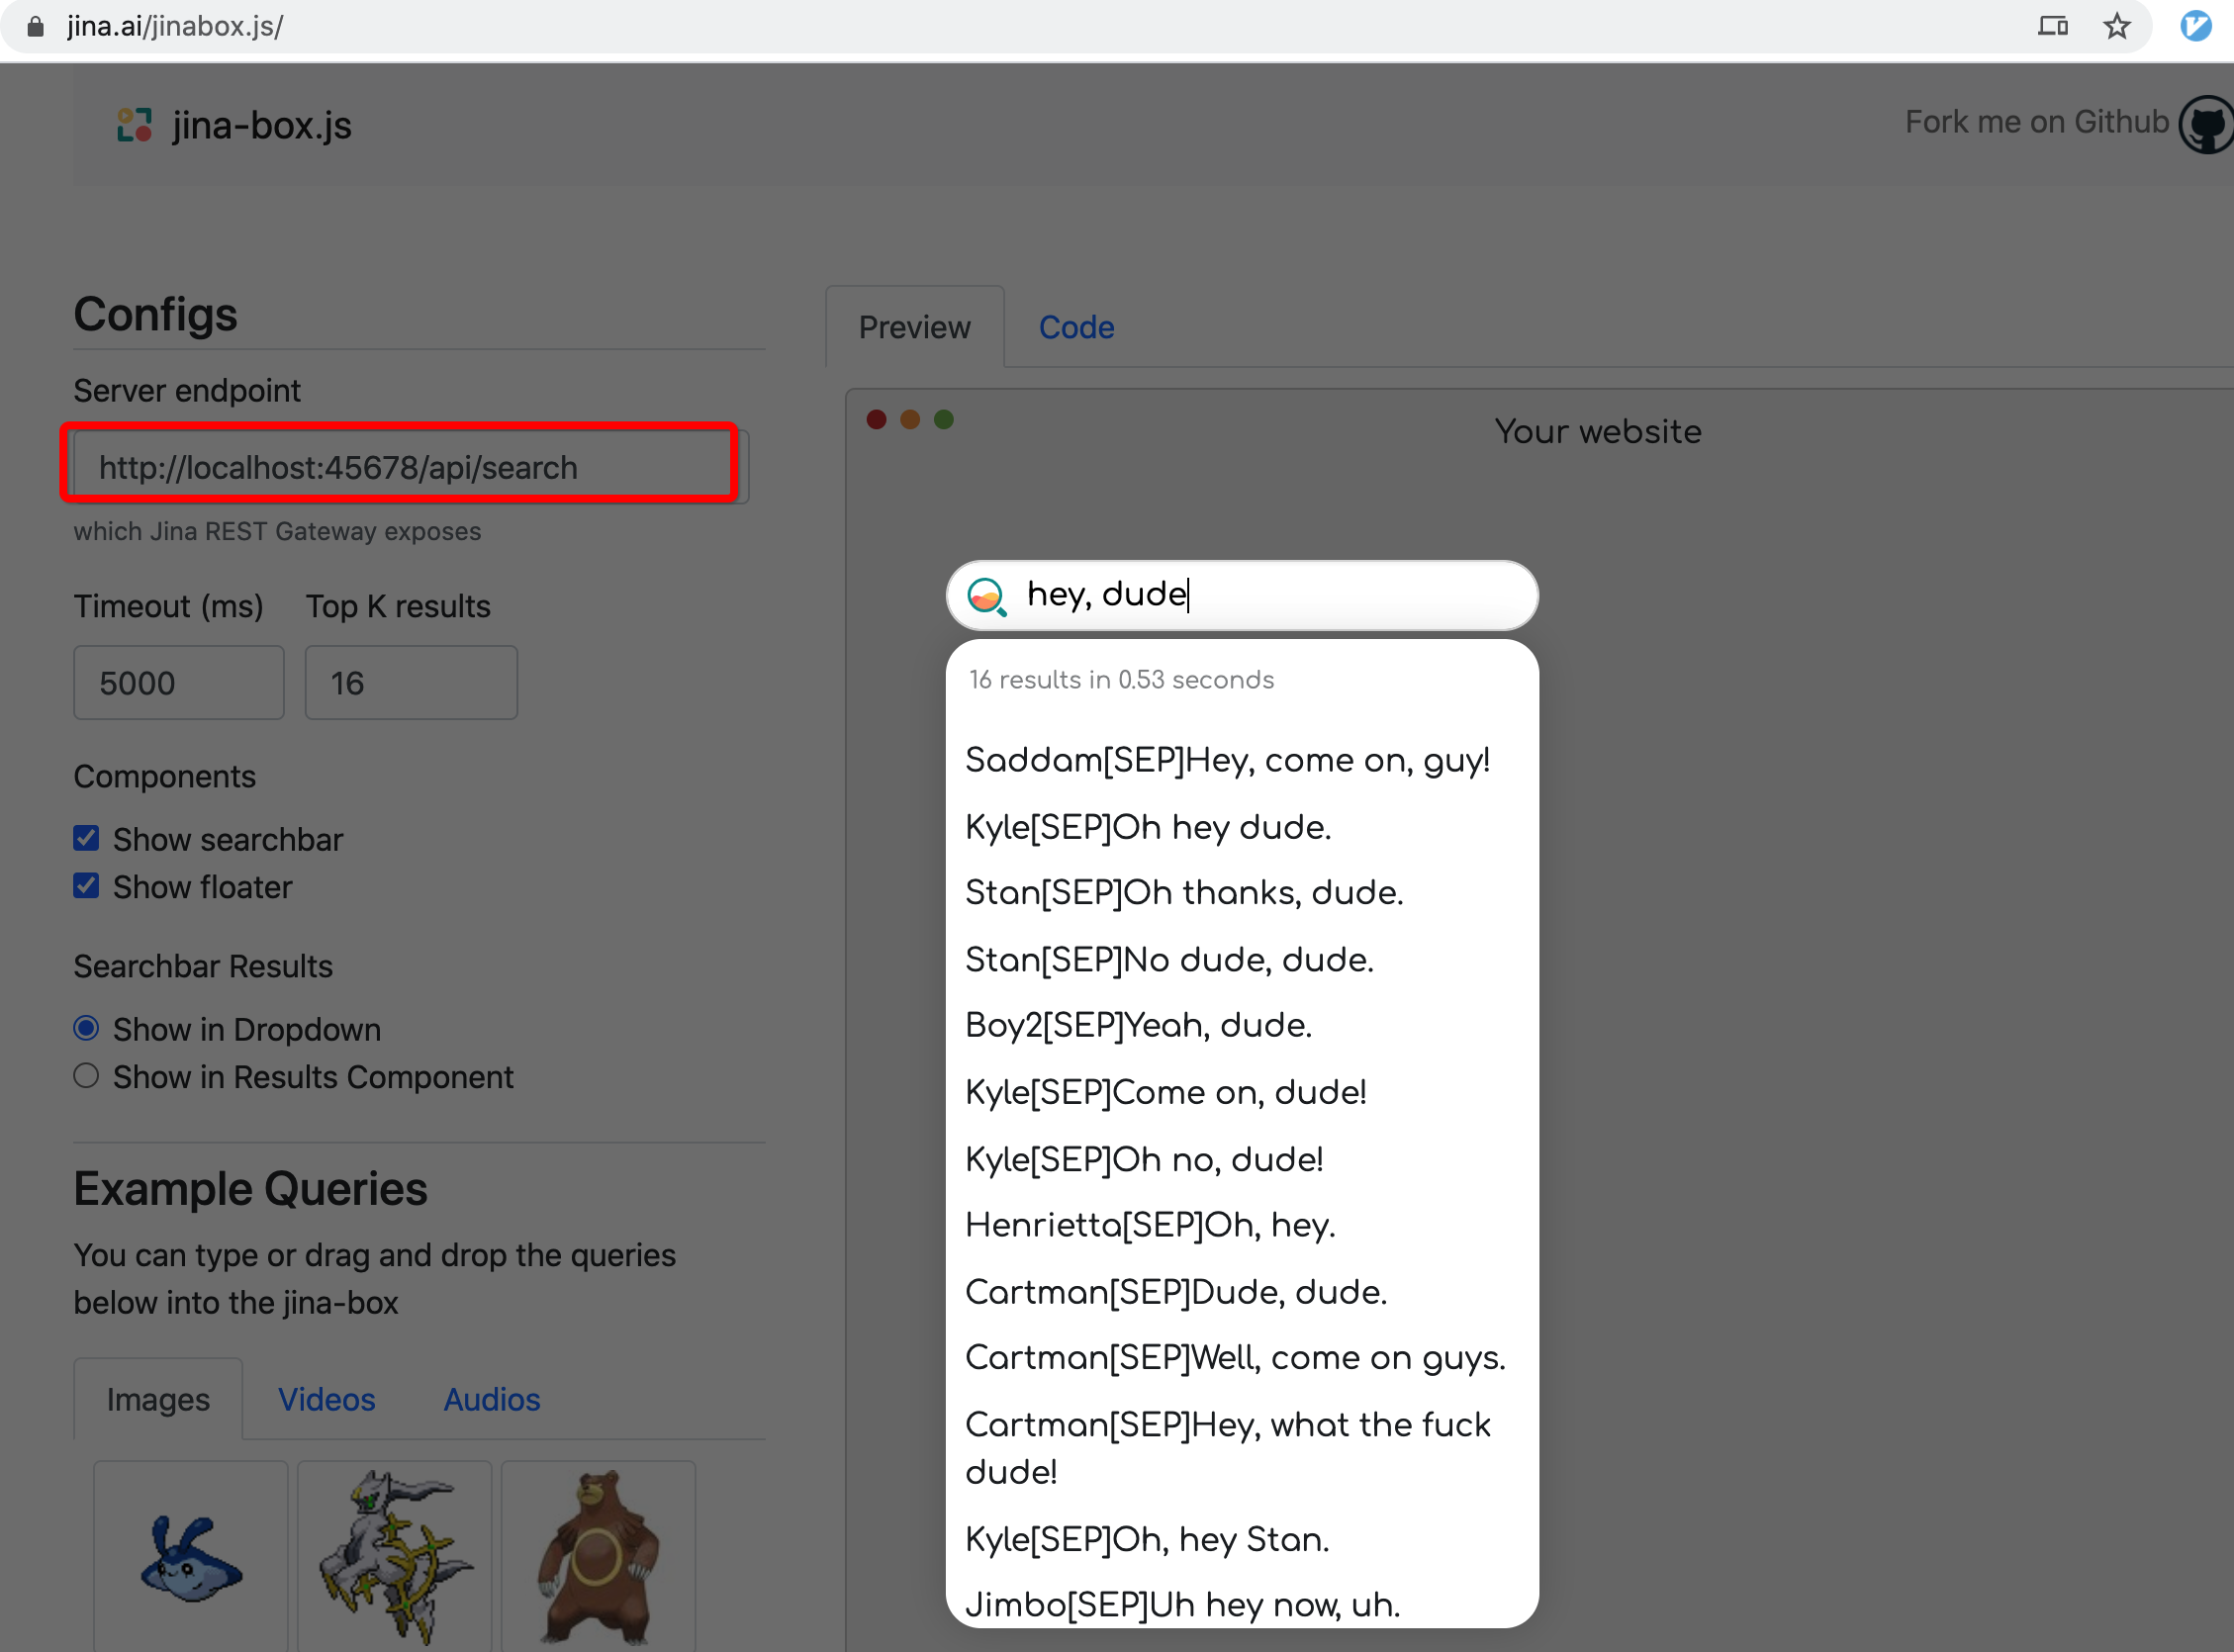 jina.ai/jinabox.js/
jina-box.js
Fork me on Github
Configs
Server endpoint
http://localhost:45678/api/search
which Jina REST Gateway exposes
Timeout (ms)
Top K results
5000
16
Components
Show searchbar
Show floater
Searchbar Results
Show in Dropdown
Show in Results Component
Example Queries
You can type or drag and drop the queries
below into the jina-box
Images
Videos
Audios
Preview
Code
Your website
hey, dude
16 results in 0.53 seconds
Saddam[SEP]Hey, come on, guy!
Kyle[SEP]Oh hey dude.
Stan[SEP]Oh thanks, dude.
Stan[SEP]No dude, dude.
Boy2[SEP]Yeah, dude.
Kyle[SEP]Come on, dude!
Kyle[SEP]Oh no, dude!
Henrietta[SEP]Oh, hey.
Cartman[SEP]Dude, dude.
Cartman[SEP]Well, come on guys.
Cartman[SEP]Hey, what the fuck
dude!
Kyle[SEP]Oh, hey Stan.
Jimbo[SEP]Uh hey now, uh.